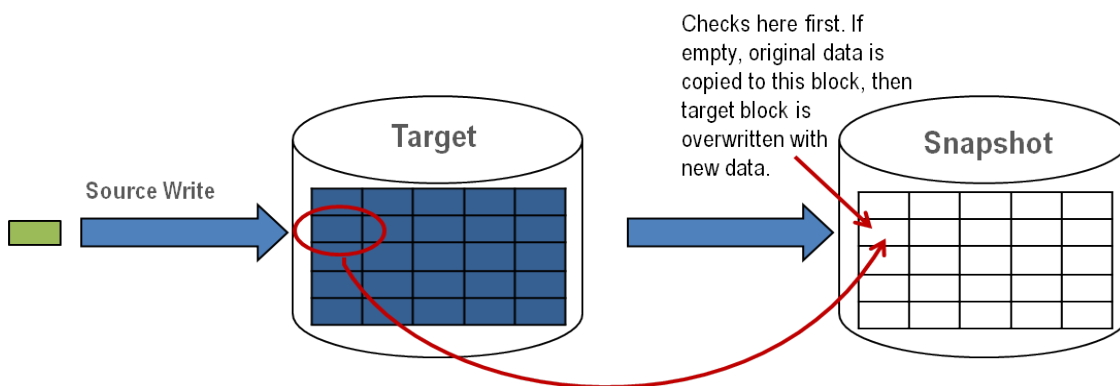 Checks here first. If
empty, original data is
copied to this block, then
target block is
overwritten with
new data.
Target
Snapshot
Source Write